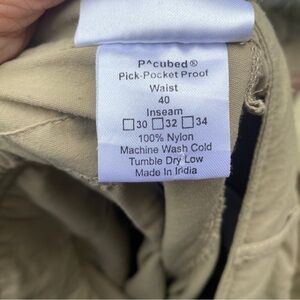 P^cubed®
Pick-Pocket Proof
Waist
40
Inseam
☐30 ☐32 ☐34
100% Nylon
Machine Wash Cold
Tumble Dry Low
Made in India